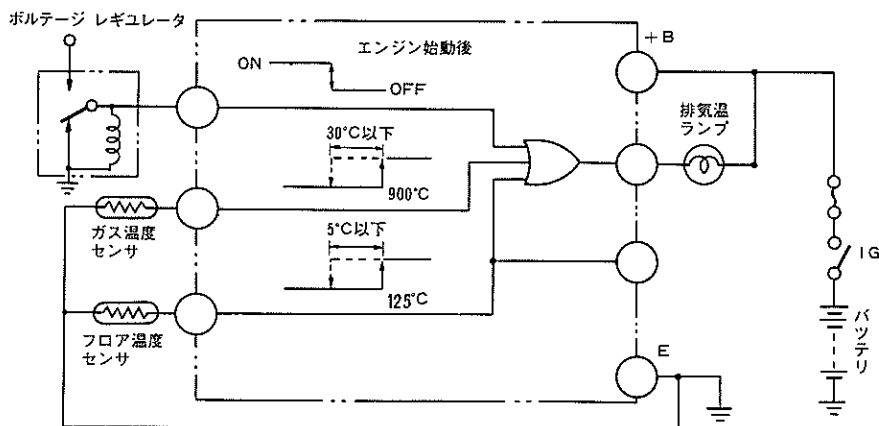 ボルテージ レギュレータ
エンジン始動後
ON
OFF
+B
排気温
ランプ
30°C以下
900°C
ガス温度
センサ
5°C以下
125°C
フロア温度
センサ
IG
バツテリ
E